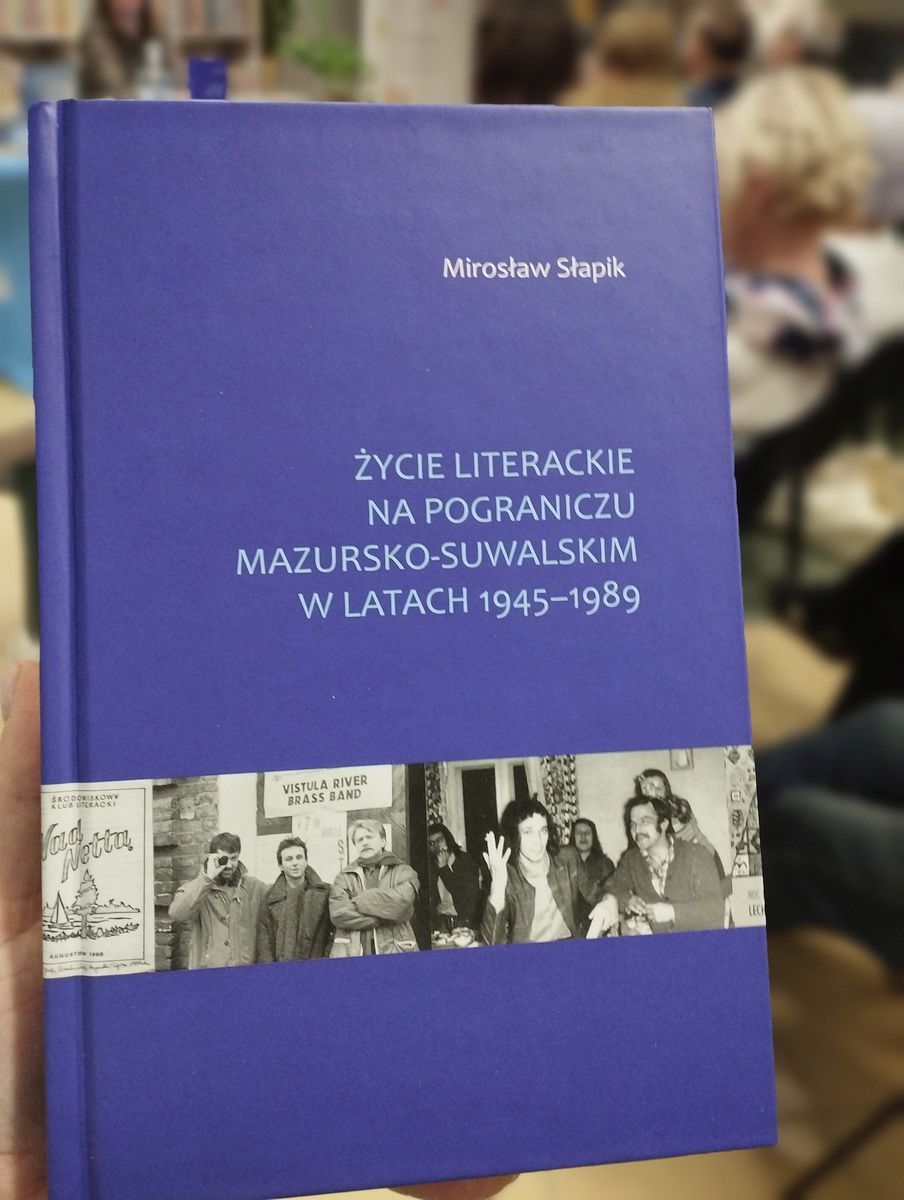 Mirosław Słapik
ŻYCIE LITERACKIE
NA POGRANICZU
MAZURSKO-SUWALSKIM
W LATACH 1945–1989
ŚRODOWISKOWY
KLUB LITERACKI
Nad
Nettą
VISTULA RIVER
BRASS BAND